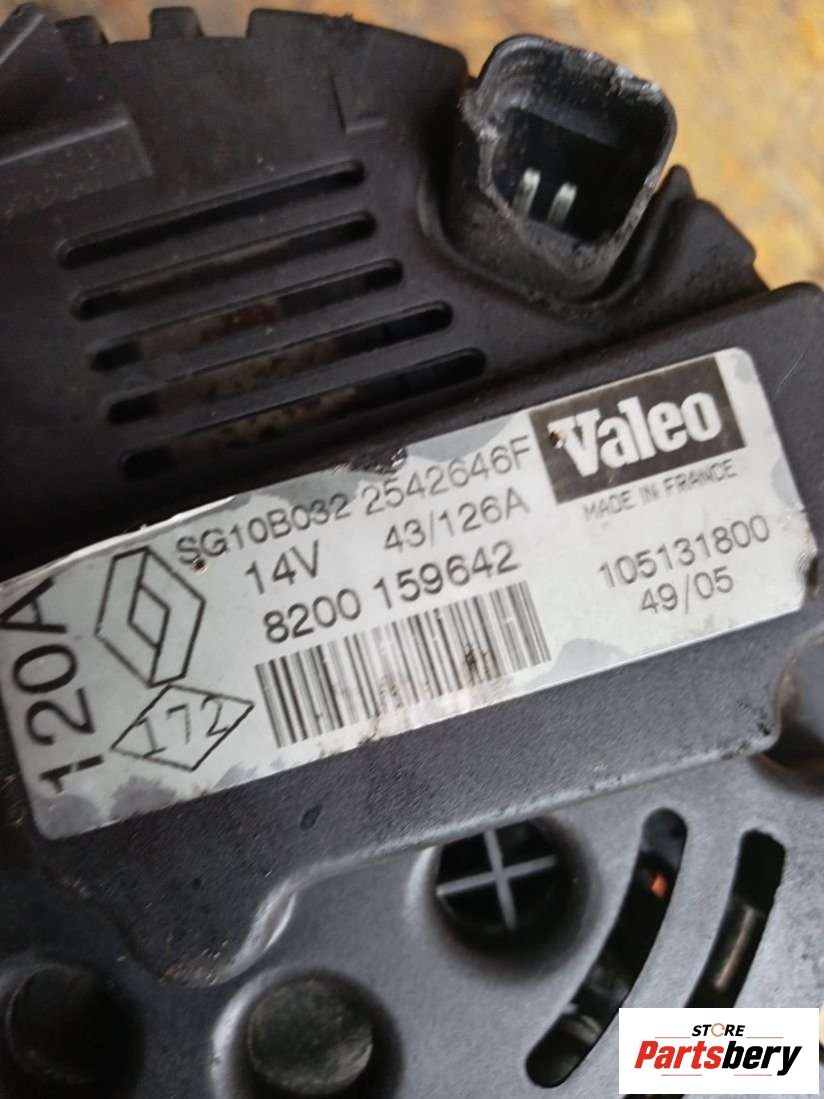 Valeo
MADE IN FRANCE
SG10B032 2542646F
14V 43/126A
8200 159642
105131800
49/05
120A
172
STORE
Partsbery